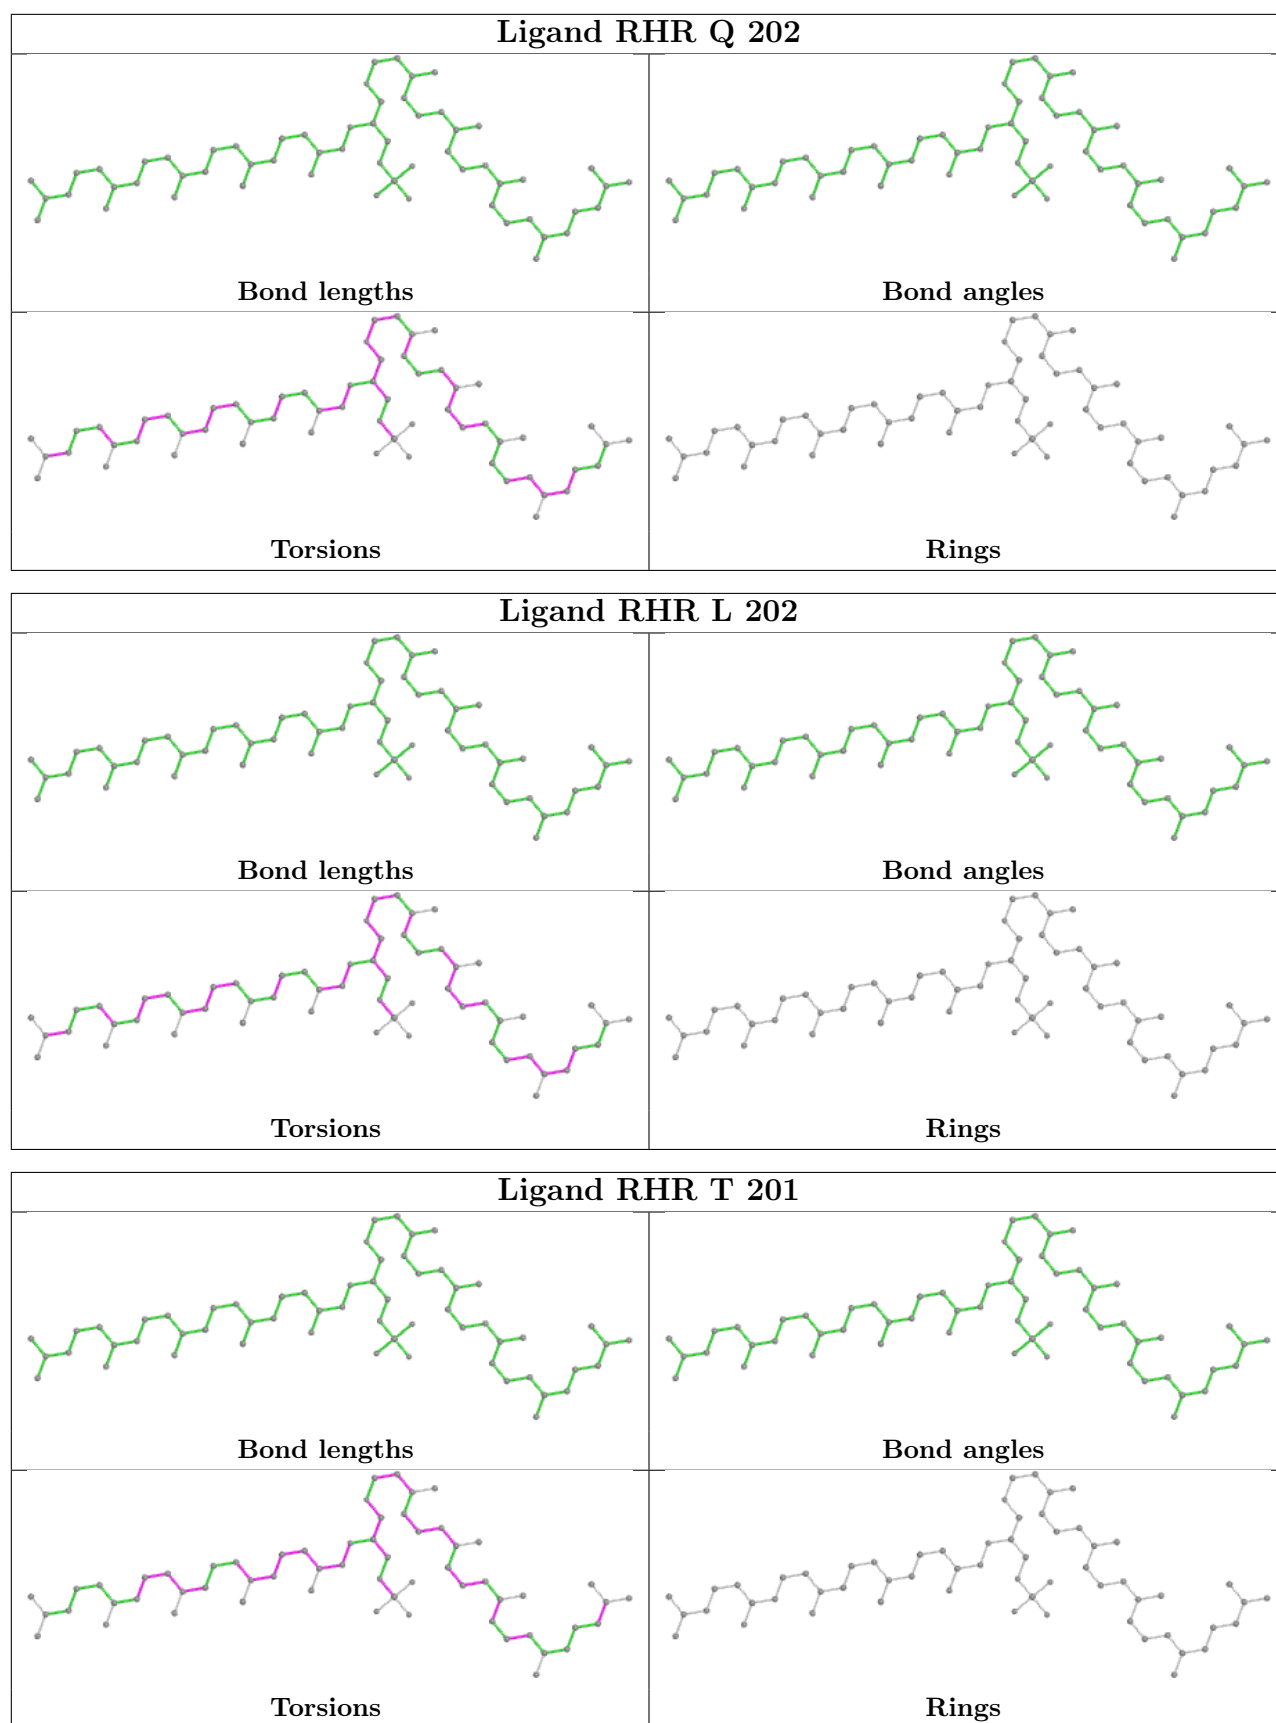 Ligand RHR Q 202
Bond lengths
Bond angles
Torsions
Rings
Ligand RHR L 202
Bond lengths
Bond angles
Torsions
Rings
Ligand RHR T 201
Bond lengths
Bond angles
Torsions
Rings